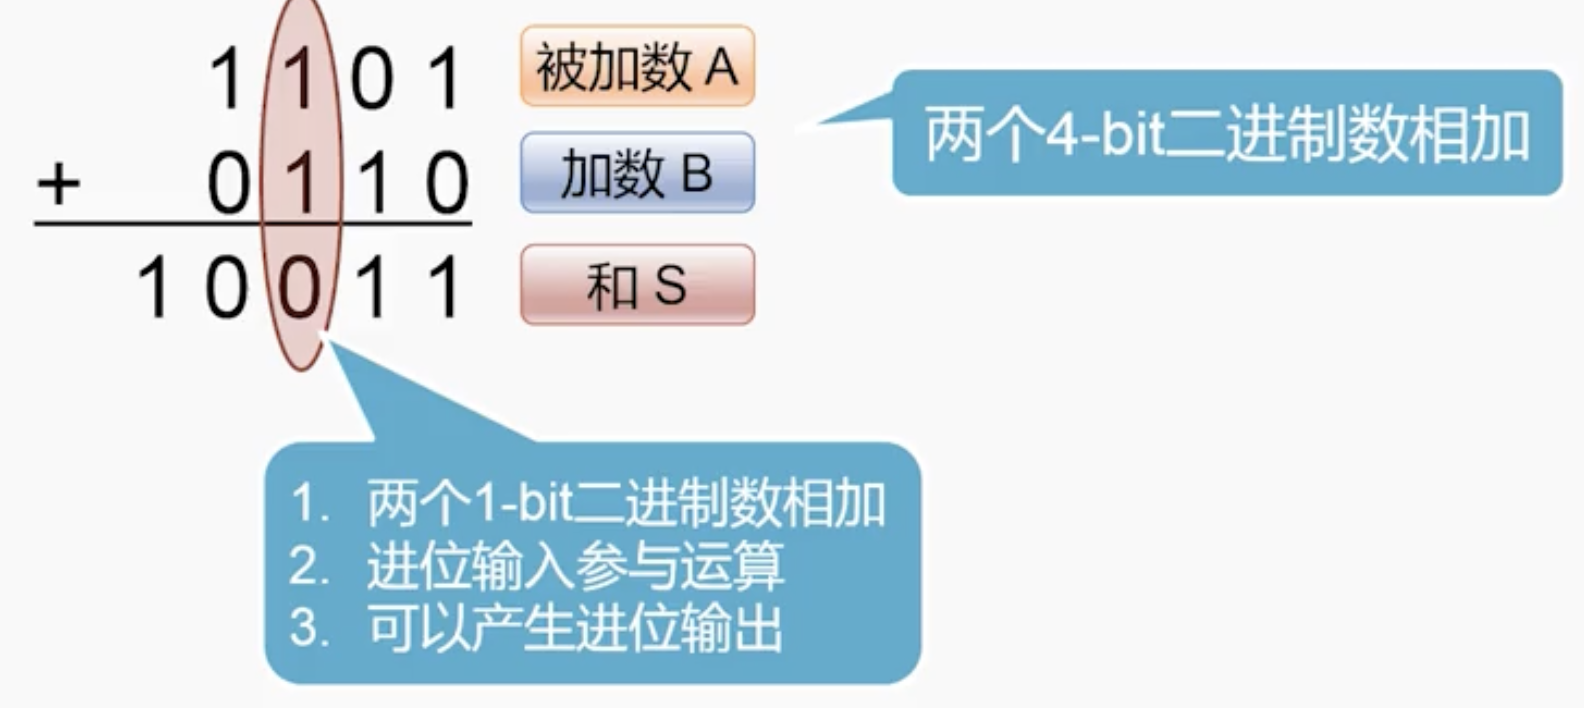 1 1 0 1 被加数 A
两个4-bit二进制数相加
+ 0 1 1 0 加数 B
1 0 0 1 1 和 S
1. 两个1-bit二进制数相加
2. 进位输入参与运算
3. 可以产生进位输出